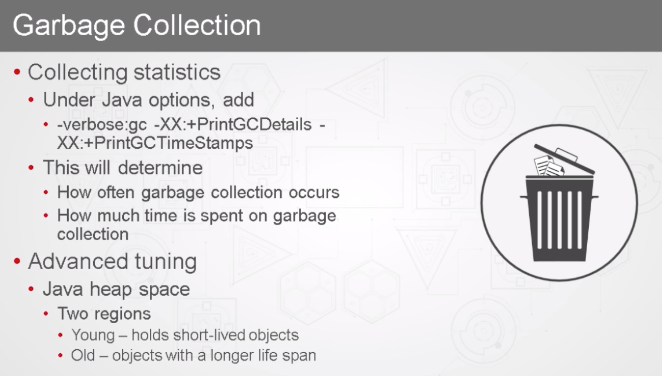 Garbage Collection
• Collecting statistics
• Under Java options, add
• -verbose:gc -XX:+PrintGCDetails -
XX:+PrintGCTimeStamps
• This will determine
• How often garbage collection occurs
• How much time is spent on garbage
collection
• Advanced tuning
• Java heap space
• Two regions
• Young – holds short-lived objects
• Old – objects with a longer life span